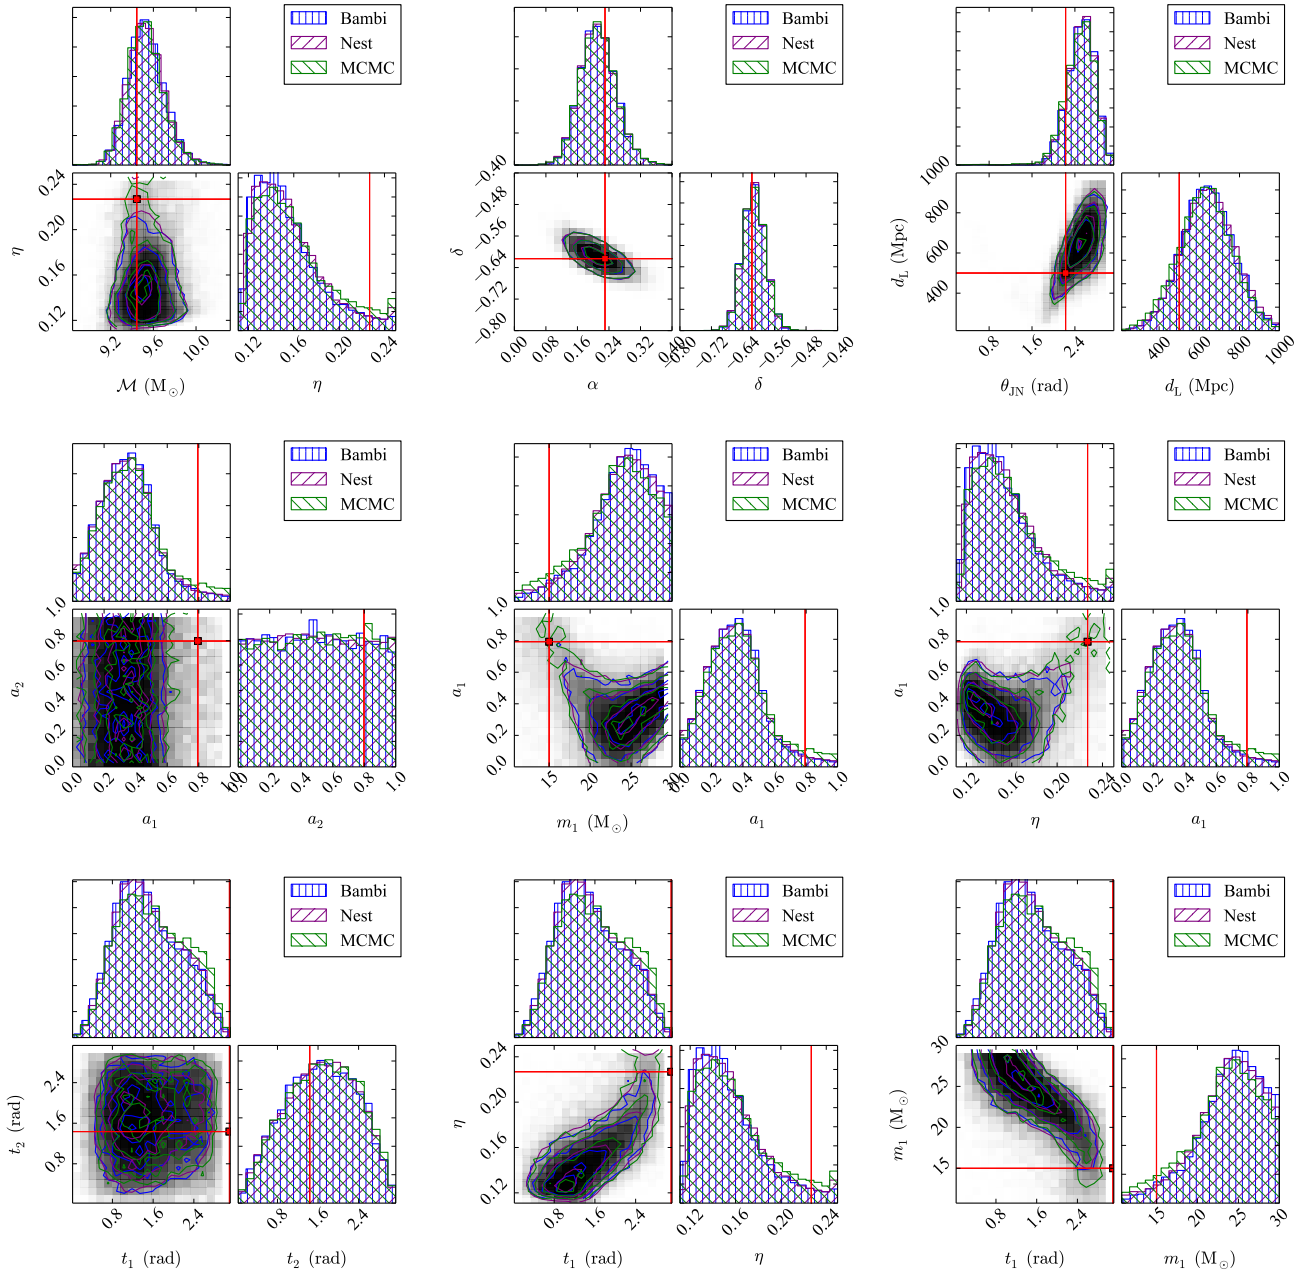 Bambi
Nest
MCMC
0.24
0.20
0.16
0.12
η
9.2 9.6 10.0
ℳ (M⊙)
0.12 0.16 0.20 0.24
η
Bambi
Nest
MCMC
−0.40
−0.48
−0.56
−0.64
−0.72
−0.80
δ
0.00 0.08 0.16 0.24 0.32 0.40
α
−0.80 −0.72 −0.64 −0.56 −0.48 −0.40
δ
Bambi
Nest
MCMC
1000
800
600
400
d_L (Mpc)
0.8 1.6 2.4
θ_JN (rad)
400 600 800 1000
d_L (Mpc)
Bambi
Nest
MCMC
1.0
0.8
0.6
0.4
0.2
0.0
a₂
0.0 0.2 0.4 0.6 0.8 1.0
a₁
0.0 0.2 0.4 0.6 0.8 1.0
a₂
Bambi
Nest
MCMC
1.0
0.8
0.6
0.4
0.2
0.0
a₁
15 20 25 30
m₁ (M⊙)
0.0 0.2 0.4 0.6 0.8 1.0
a₁
Bambi
Nest
MCMC
1.0
0.8
0.6
0.4
0.2
0.0
a₁
0.12 0.16 0.20 0.24
η
0.0 0.2 0.4 0.6 0.8 1.0
a₁
Bambi
Nest
MCMC
2.4
1.6
0.8
t₂ (rad)
0.8 1.6 2.4
t₁ (rad)
0.8 1.6 2.4
t₂ (rad)
Bambi
Nest
MCMC
0.24
0.20
0.16
0.12
η
0.8 1.6 2.4
t₁ (rad)
0.12 0.16 0.20 0.24
η
Bambi
Nest
MCMC
30
25
20
15
m₁ (M⊙)
0.8 1.6 2.4
t₁ (rad)
15 20 25 30
m₁ (M⊙)